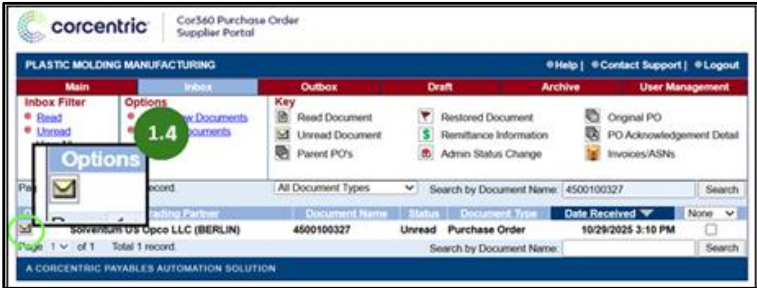 corcentric
Cor360 Purchase Order
Supplier Portal
PLASTIC MOLDING MANUFACTURING
Help | Contact Support | Logout
Main Inbox Outbox Draft Archive User Management
Inbox Filter
Read
Unread
Options
Documents
1.4
Key
Read Document
Unread Document
Parent PO's
Restored Document
Remittance Information
Admin Status Change
Original PO
PO Acknowledgement Detail
Invoices/ASNs
Options
record. All Document Types Search by Document Name: 4500100327 Search
Trading Partner Document Name Status Document Type Date Received None
Solventum US Opco LLC (BERLIN) 4500100327 Unread Purchase Order 10/29/2025 3:10 PM
Page 1 of 1 Total 1 record. Search by Document Name: Search
A CORCENTRIC PAYABLES AUTOMATION SOLUTION